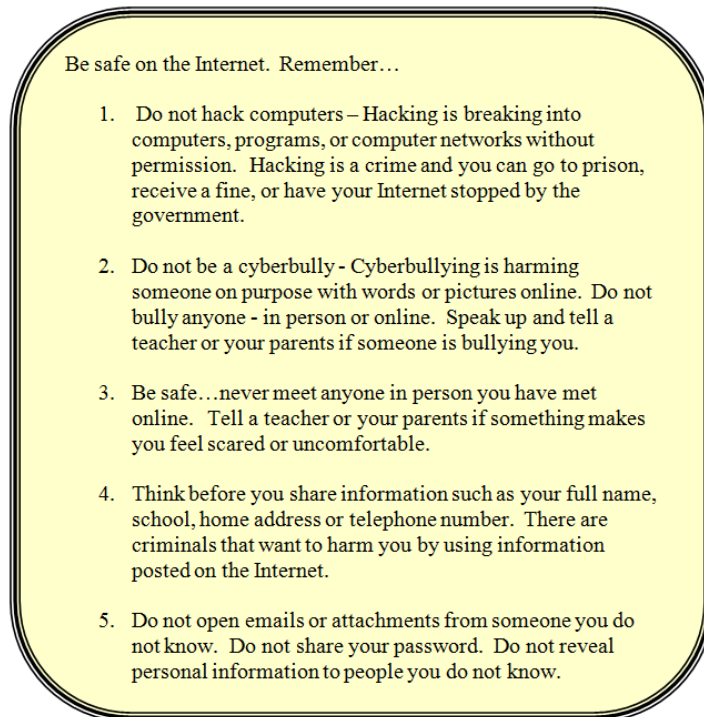 Be safe on the Internet.  Remember…
1.  Do not hack computers – Hacking is breaking into
computers, programs, or computer networks without
permission.  Hacking is a crime and you can go to prison,
receive a fine, or have your Internet stopped by the
government.
2.  Do not be a cyberbully - Cyberbullying is harming
someone on purpose with words or pictures online.  Do not
bully anyone - in person or online.  Speak up and tell a
teacher or your parents if someone is bullying you.
3.  Be safe…never meet anyone in person you have met
online.  Tell a teacher or your parents if something makes
you feel scared or uncomfortable.
4.  Think before you share information such as your full name,
school, home address or telephone number.  There are
criminals that want to harm you by using information
posted on the Internet.
5.  Do not open emails or attachments from someone you do
not know.  Do not share your password.  Do not reveal
personal information to people you do not know.